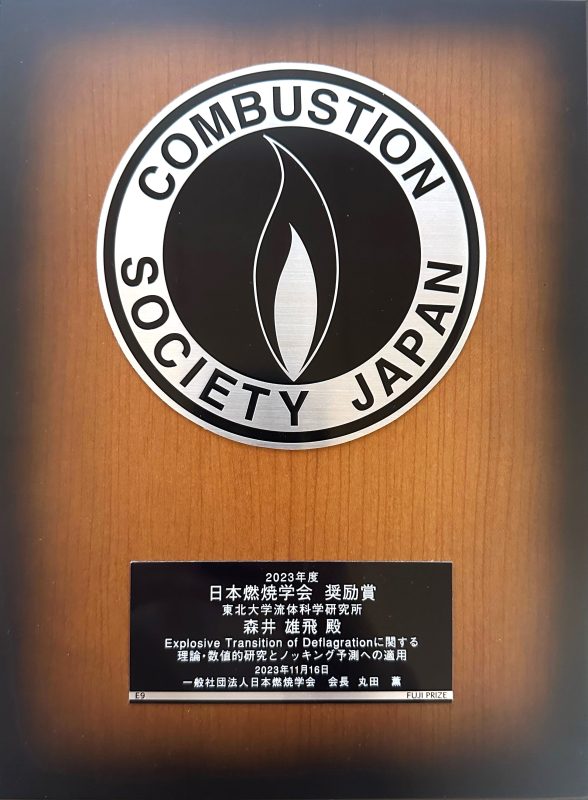 COMBUSTION
SOCIETY JAPAN
2023年度
日本燃焼学会 奨励賞
東北大学流体科学研究所
森井 雄飛 殿
Explosive Transition of Deflagrationに関する
理論・数値的研究とノッキング予測への適用
2023年11月16日
一般社団法人日本燃焼学会 会長 丸田 薫
E9 FUJI PRIZE